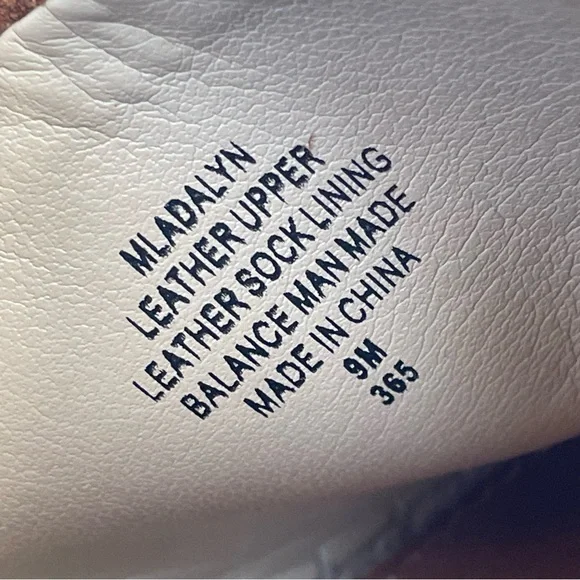 MLADALYN
LEATHER UPPER
LEATHER SOCK LINING
BALANCE MAN MADE
MADE IN CHINA
9M
365